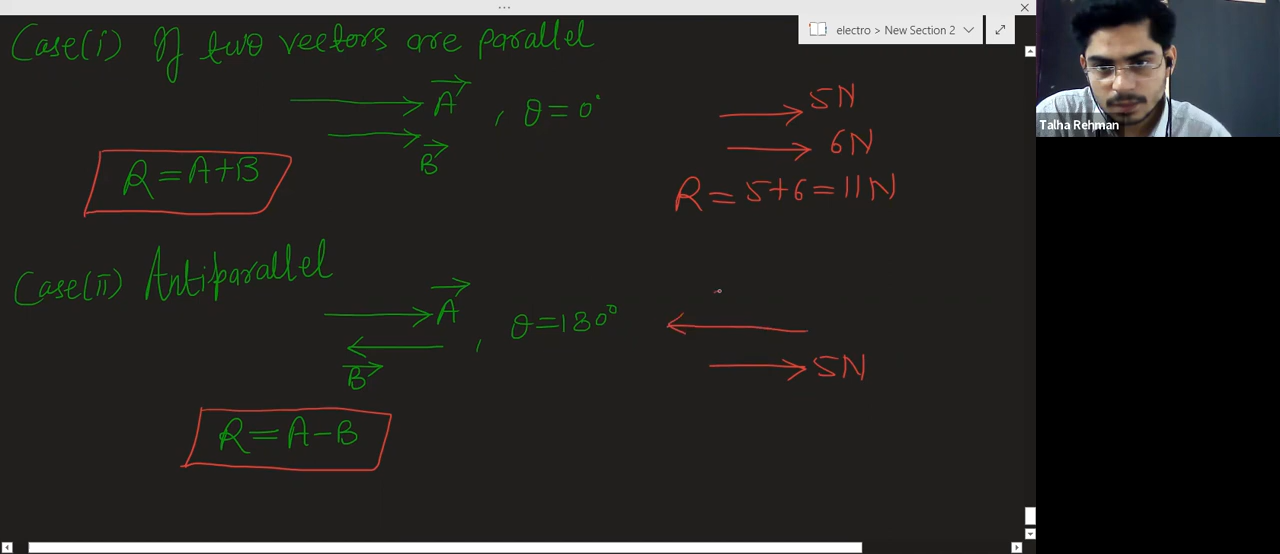 electro > New Section 2
Talha Rehman
Case(i) If two vectors are parallel
A , θ=0°
B
R = A+B
5N
6N
R = 5+6 = 11N
Case(ii) Antiparallel
A , θ=180°
B
5N
R = A-B